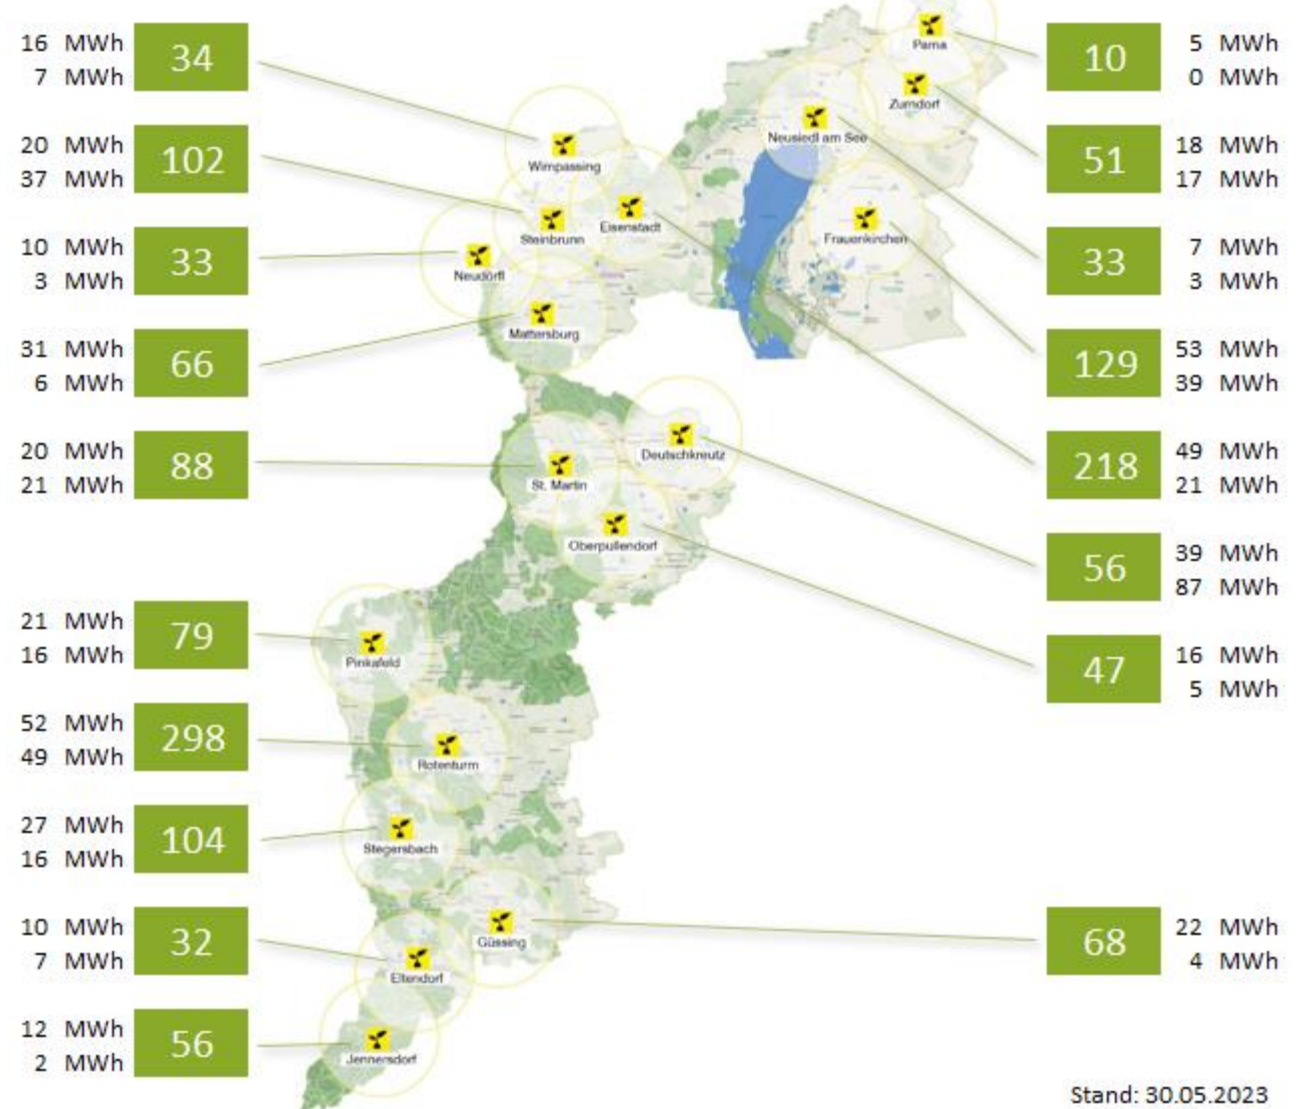 16 MWh
7 MWh
34
20 MWh
37 MWh
102
10 MWh
3 MWh
33
31 MWh
6 MWh
66
20 MWh
21 MWh
88
21 MWh
16 MWh
79
52 MWh
49 MWh
298
27 MWh
16 MWh
104
10 MWh
7 MWh
32
12 MWh
2 MWh
56
Pama
Zurndorf
Neusiedl am See
Wimpassing
Eisenstadt
Steinbrunn
Frauenkirchen
Neudörfl
Mattersburg
Deutschkreutz
St. Martin
Oberpullendorf
Pinkafeld
Rotenturm
Stegersbach
Güssing
Eltendorf
Jennersdorf
10
5 MWh
0 MWh
51
18 MWh
17 MWh
33
7 MWh
3 MWh
129
53 MWh
39 MWh
218
49 MWh
21 MWh
56
39 MWh
87 MWh
47
16 MWh
5 MWh
68
22 MWh
4 MWh
Stand: 30.05.2023